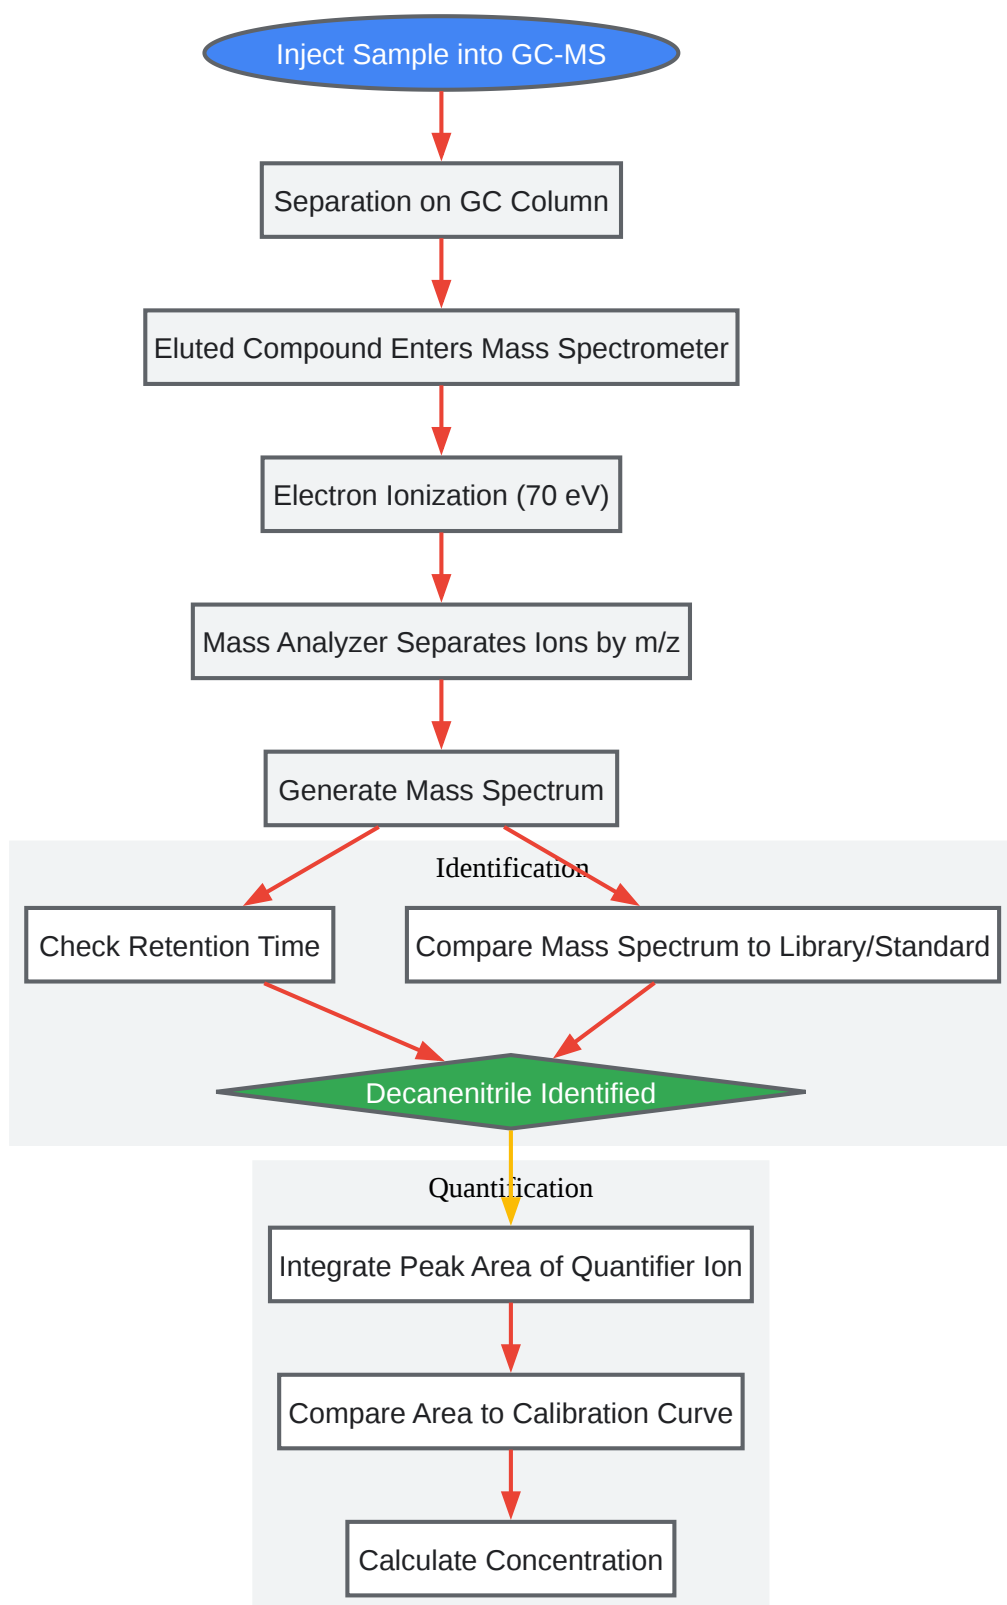 Inject Sample into GC-MS
Separation on GC Column
Eluted Compound Enters Mass Spectrometer
Electron Ionization (70 eV)
Mass Analyzer Separates Ions by m/z
Generate Mass Spectrum
Identification
Check Retention Time
Compare Mass Spectrum to Library/Standard
Decanenitrile Identified
Quantification
Integrate Peak Area of Quantifier Ion
Compare Area to Calibration Curve
Calculate Concentration